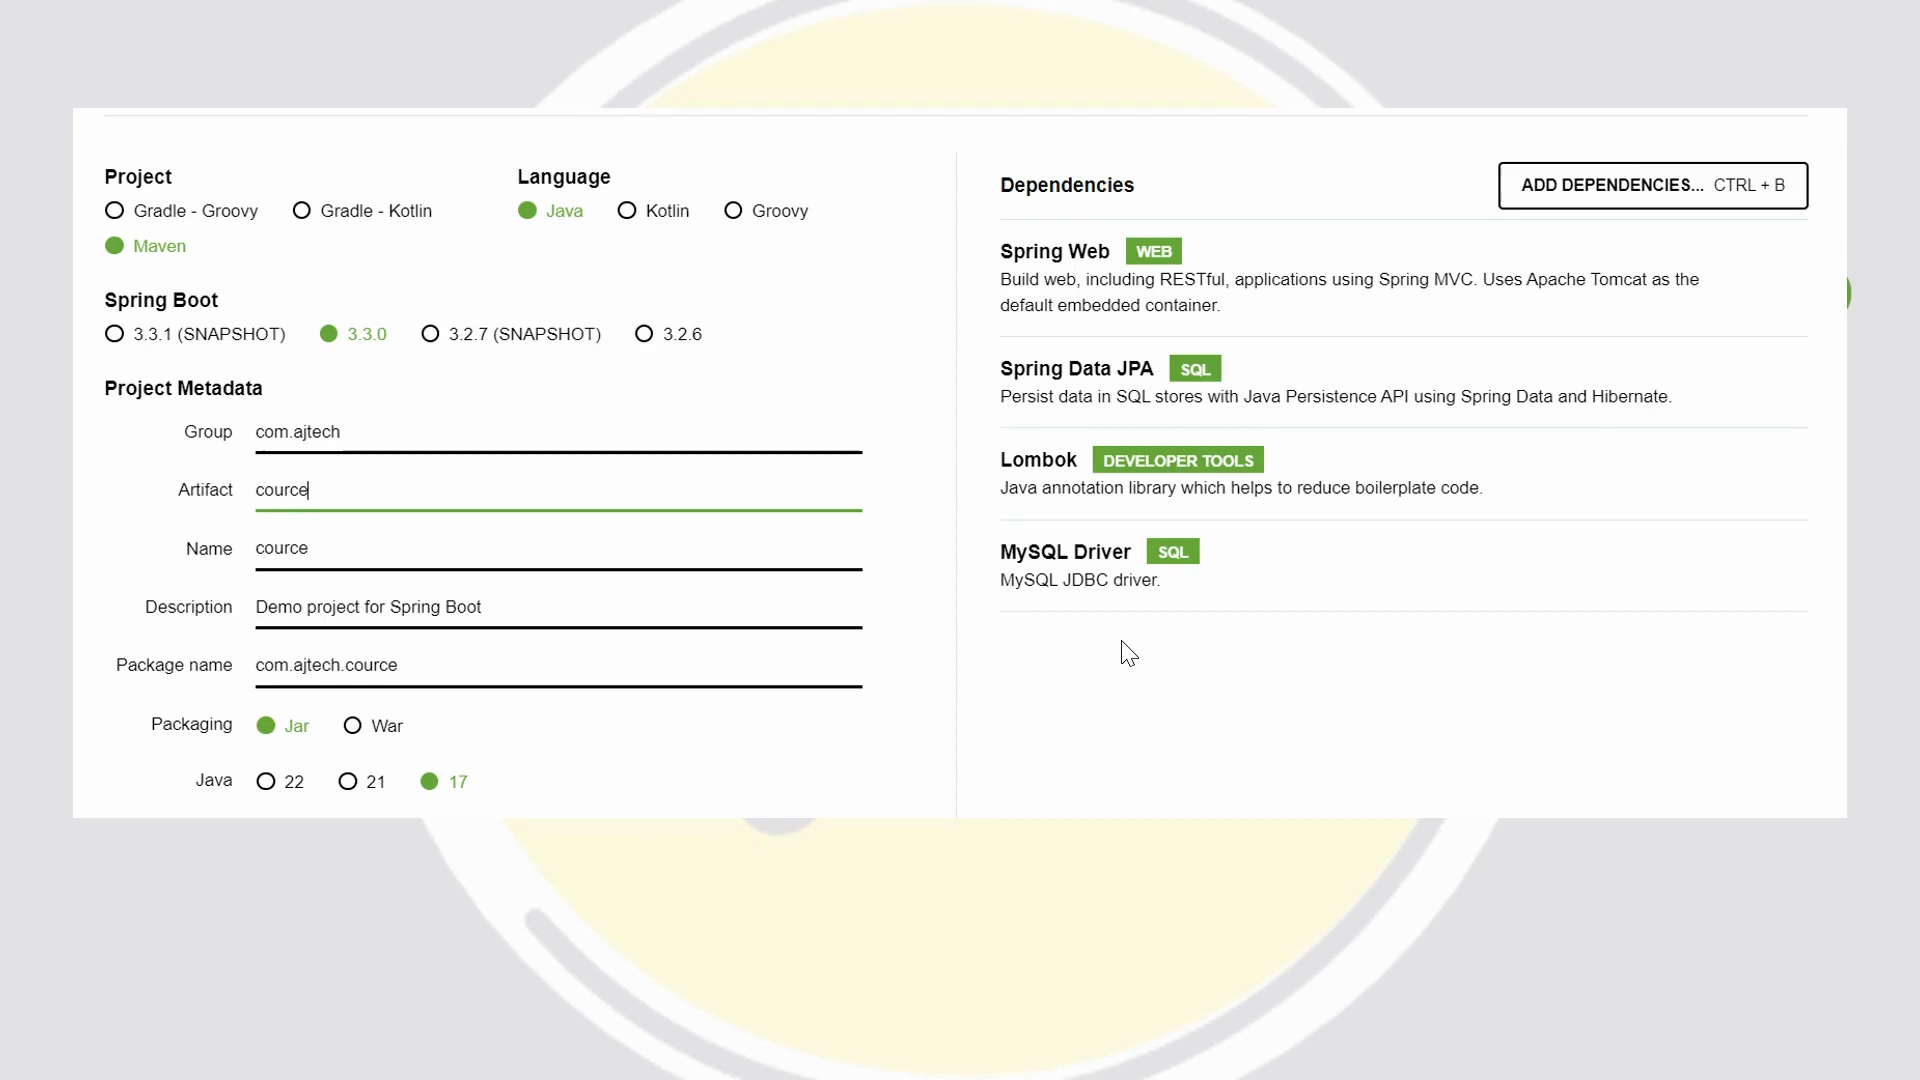 Project
Gradle - Groovy Gradle - Kotlin
Maven
Language
Java Kotlin Groovy
Spring Boot
3.3.1 (SNAPSHOT) 3.3.0 3.2.7 (SNAPSHOT) 3.2.6
Project Metadata
Group com.ajtech
Artifact cource
Name cource
Description Demo project for Spring Boot
Package name com.ajtech.cource
Packaging Jar War
Java 22 21 17
Dependencies
ADD DEPENDENCIES... CTRL + B
Spring Web WEB
Build web, including RESTful, applications using Spring MVC. Uses Apache Tomcat as the
default embedded container.
Spring Data JPA SQL
Persist data in SQL stores with Java Persistence API using Spring Data and Hibernate.
Lombok DEVELOPER TOOLS
Java annotation library which helps to reduce boilerplate code.
MySQL Driver SQL
MySQL JDBC driver.